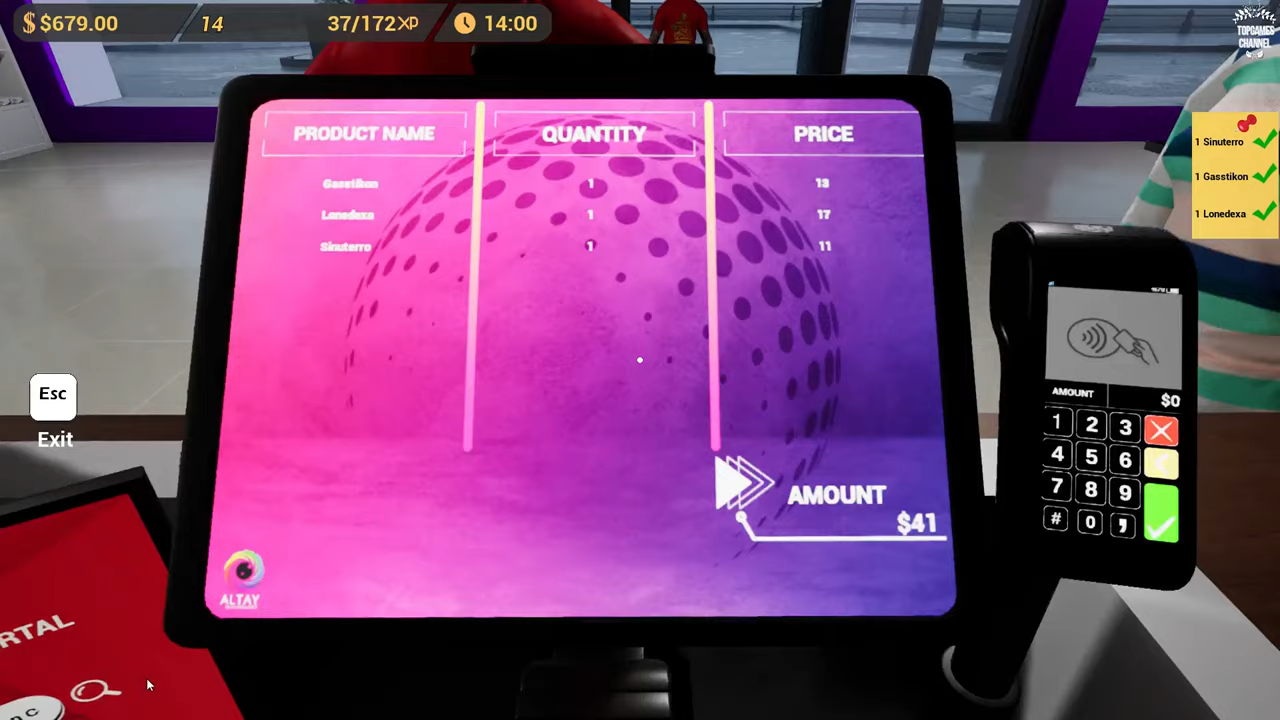 $ $679.00 14 37/172XP 14:00
TOPGAMES
CHANNEL
PRODUCT NAME QUANTITY PRICE
Gasstikon 1 13
Lonedexa 1 17
Sinuterro 1 11
AMOUNT
$41
ALTAY
1 Sinuterro
1 Gasstikon
1 Lonedexa
Esc
Exit
AMOUNT $0
1 2 3
4 5 6
7 8 9
# 0 ,
RTAL